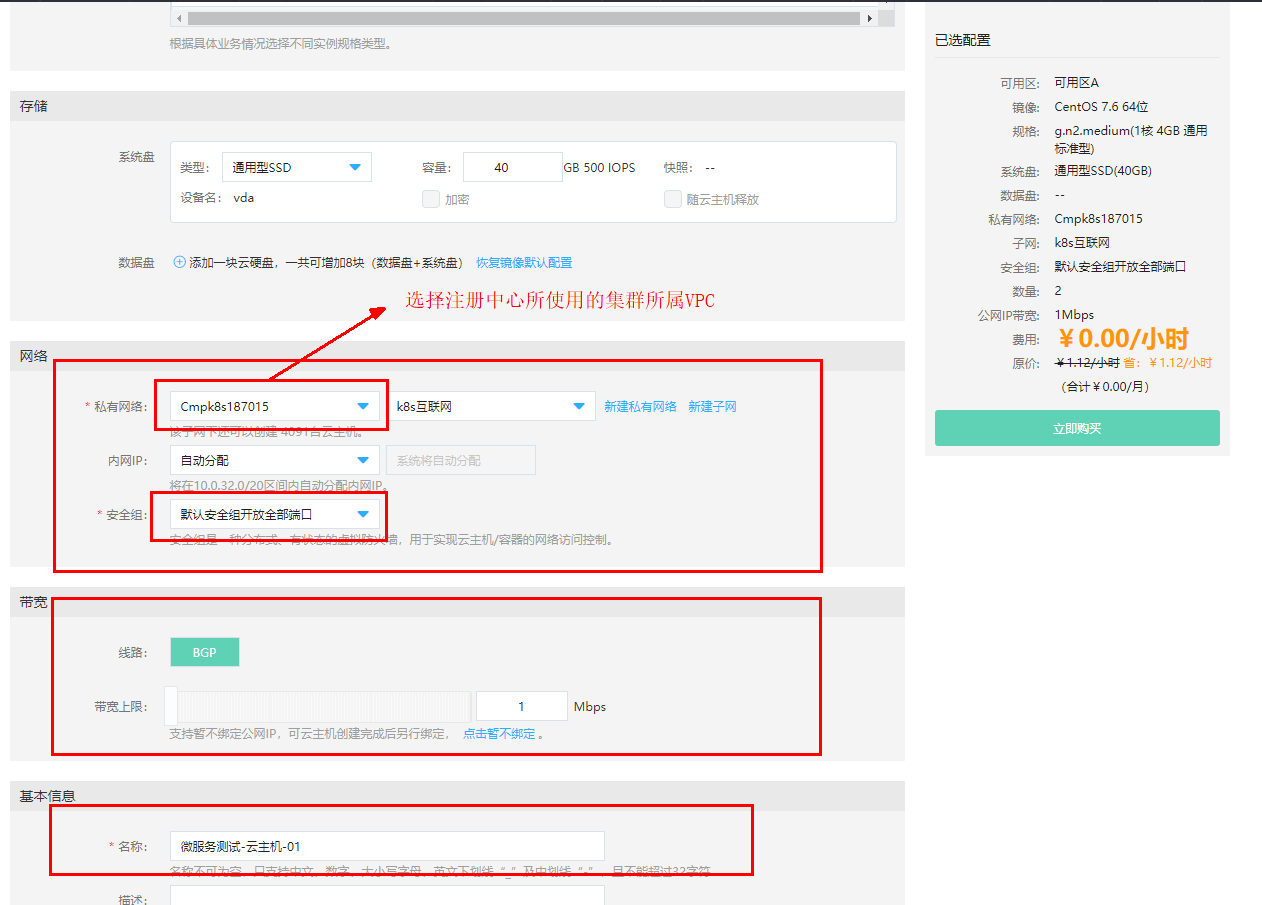 根据具体业务情况选择不同实例规格类型。
存储
系统盘
类型: 通用型SSD 容量: 40 GB 500 IOPS 快照: --
设备名: vda 加密 随云主机释放
数据盘 添加一块云硬盘，一共可增加8块（数据盘+系统盘） 恢复镜像默认配置
选择注册中心所使用的集群所属VPC
网络
* 私有网络: Cmpk8s187015 k8s互联网 新建私有网络 新建子网
该子网下还可以创建 4091台云主机。
内网IP: 自动分配 系统将自动分配
将在10.0.32.0/20区间内自动分配内网IP。
* 安全组: 默认安全组开放全部端口
安全组是一种分布式、有状态的虚拟防火墙，用于实现云主机/容器的网络访问控制。
带宽
线路: BGP
带宽上限: 1 Mbps
支持暂不绑定公网IP，可云主机创建完成后另行绑定， 点击暂不绑定 。
基本信息
* 名称: 微服务测试-云主机-01
名称不可为空，只支持中文、数字、大小写字母、英文下划线“_”及中划线“-”，且不能超过32字符
描述:
已选配置
可用区: 可用区A
镜像: CentOS 7.6 64位
规格: g.n2.medium(1核 4GB 通用
标准型)
系统盘: 通用型SSD(40GB)
数据盘: --
私有网络: Cmpk8s187015
子网: k8s互联网
安全组: 默认安全组开放全部端口
数量: 2
公网IP带宽: 1Mbps
费用: ￥0.00/小时
原价: ￥1.12/小时 省: ￥1.12/小时
（合计￥0.00/月）
立即购买